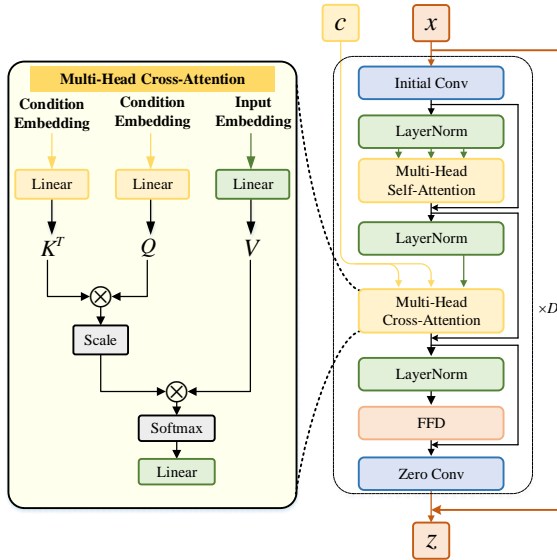 c
x
Multi-Head Cross-Attention
Condition
Embedding
Condition
Embedding
Input
Embedding
Linear
Linear
Linear
K^T
Q
V
Scale
Softmax
Linear
Initial Conv
LayerNorm
Multi-Head
Self-Attention
LayerNorm
Multi-Head
Cross-Attention
×D
LayerNorm
FFD
Zero Conv
z